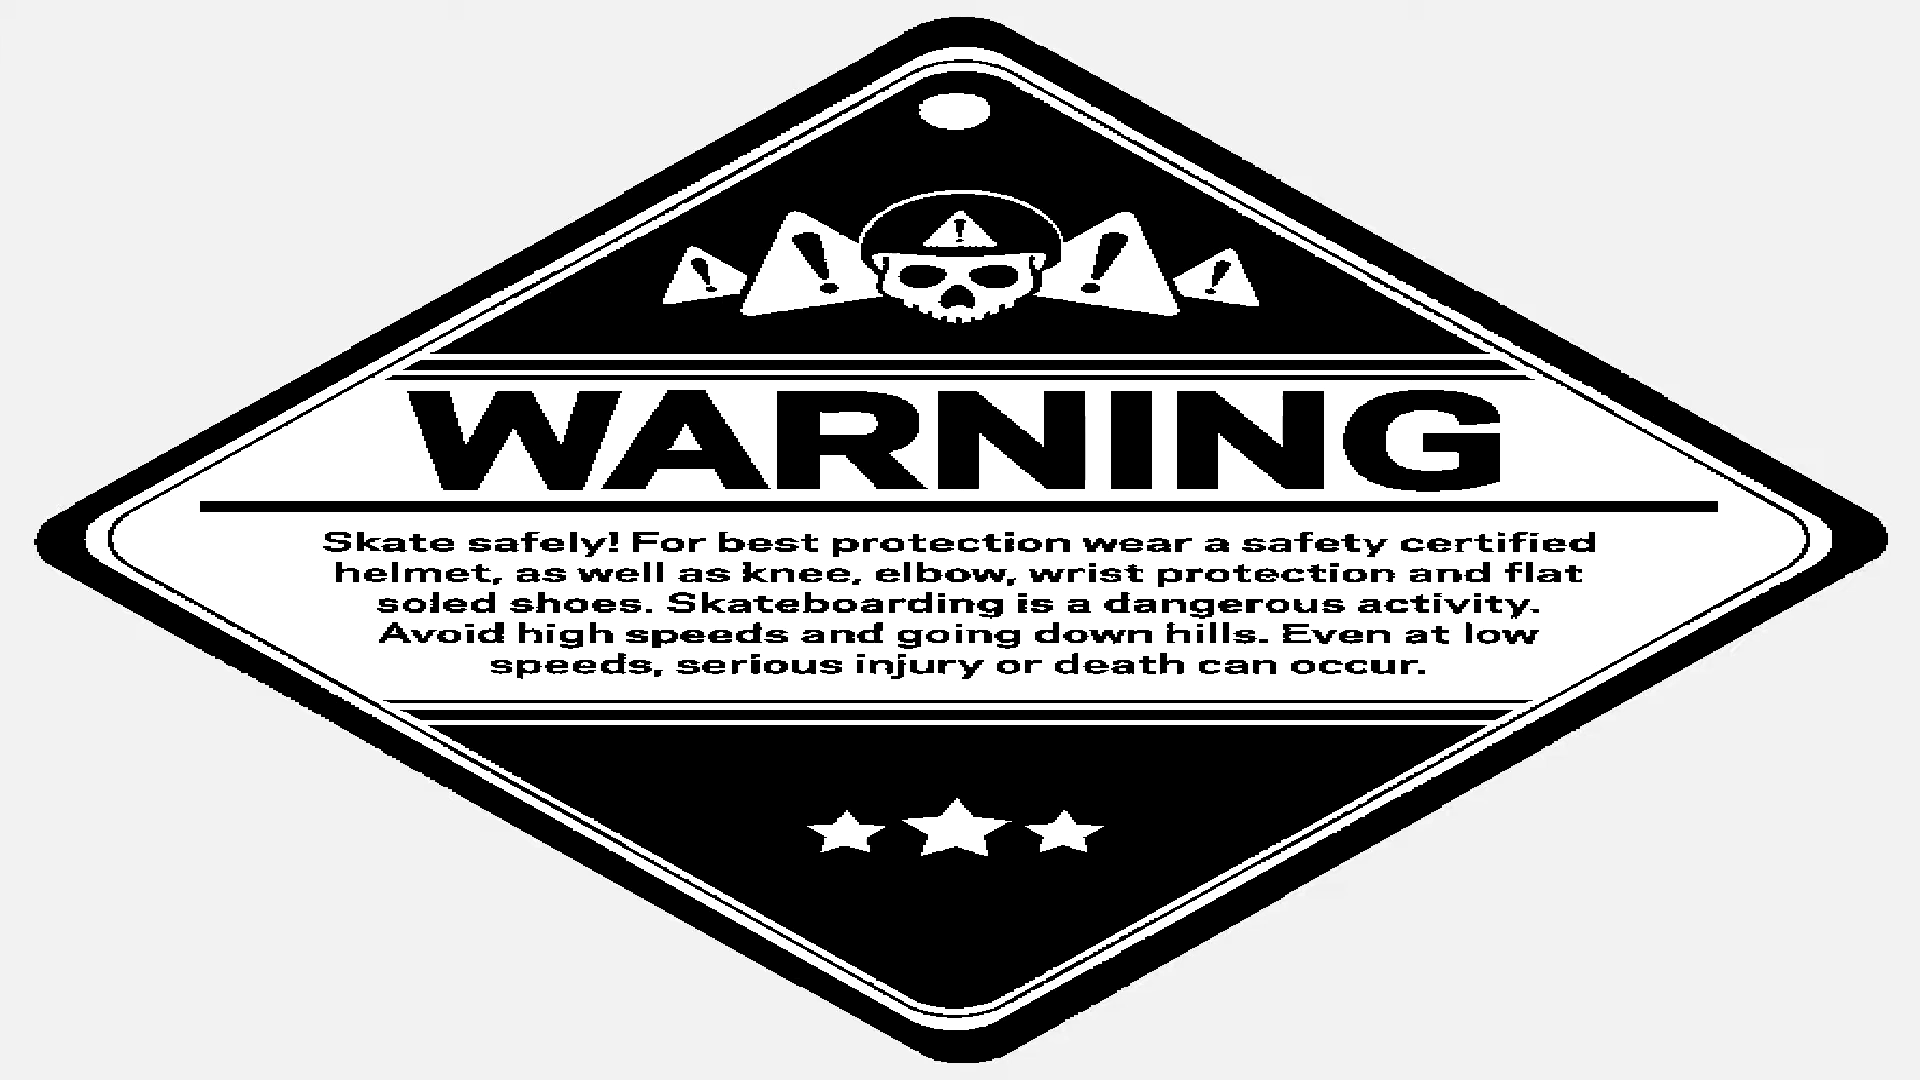 WARNING
Skate safely! For best protection wear a safety certified
helmet, as well as knee, elbow, wrist protection and flat
soled shoes. Skateboarding is a dangerous activity.
Avoid high speeds and going down hills. Even at low
speeds, serious injury or death can occur.